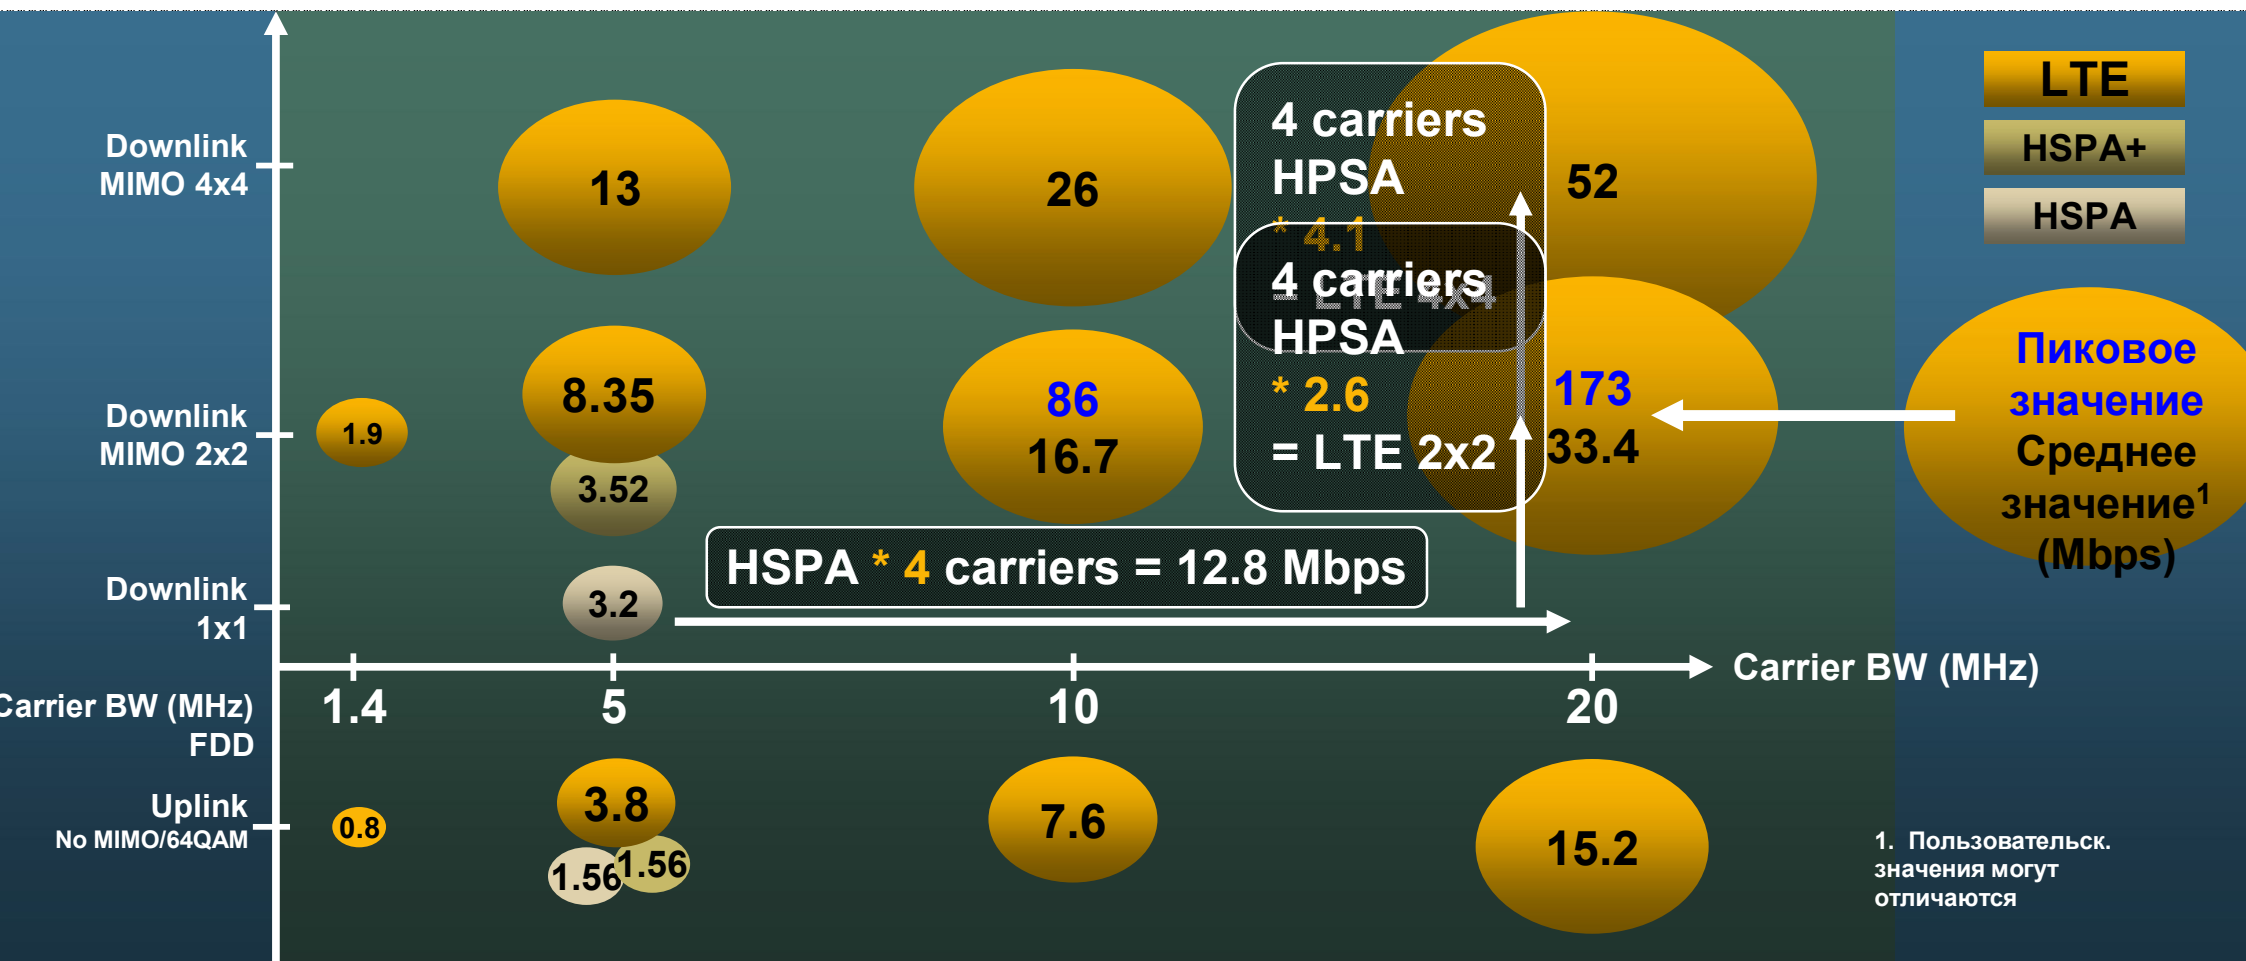 Downlink
MIMO 4x4
13
26
4 carriers
HPSA
* 4.1
= LTE 4x4
52
LTE
HSPA+
HSPA
Downlink
MIMO 2x2
1.9
8.35
3.52
86
16.7
4 carriers
HPSA
* 2.6
= LTE 2x2
173
33.4
Пиковое
значение
Среднее
значение1
(Mbps)
HSPA * 4 carriers = 12.8 Mbps
Downlink
1x1
3.2
Carrier BW (MHz)
Carrier BW (MHz)
FDD
1.4
5
10
20
Uplink
No MIMO/64QAM
0.8
3.8
1.56
1.56
7.6
15.2
1. Пользовательск.
значения могут
отличаются